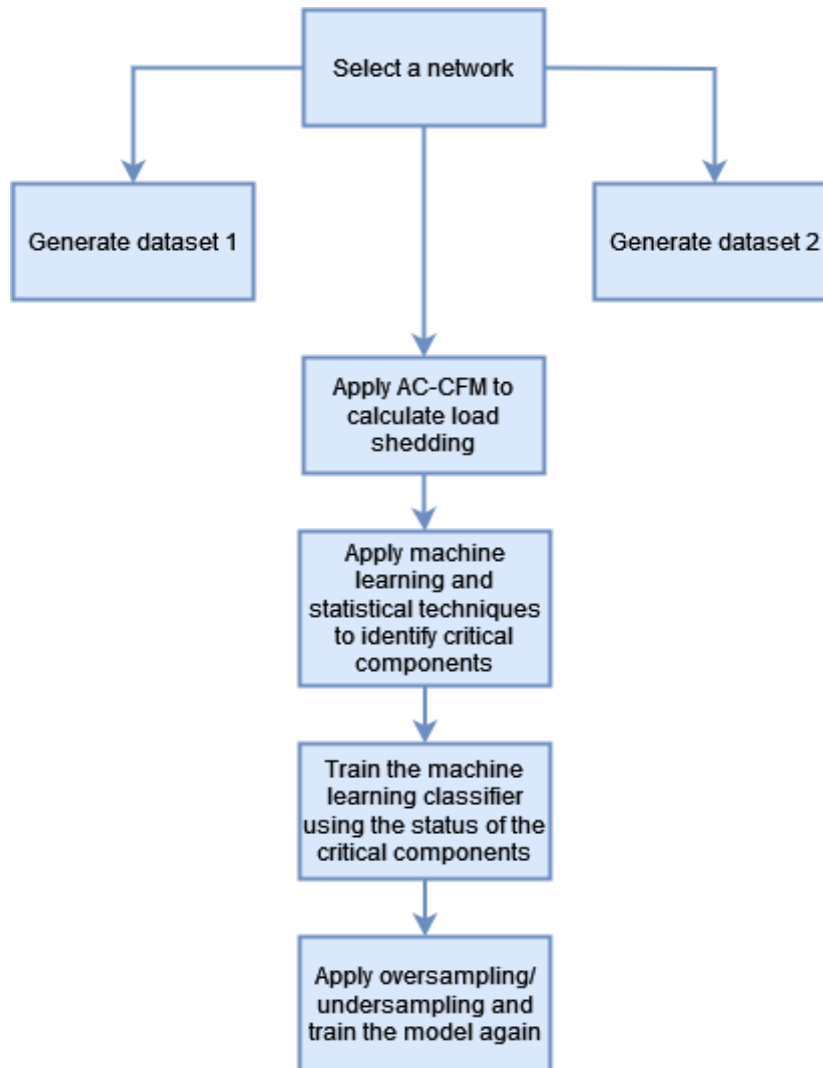 Select a network
Generate dataset 1
Generate dataset 2
Apply AC-CFM to
calculate load
shedding
Apply machine
learning and
statistical techniques
to identify critical
components
Train the machine
learning classifier
using the status of the
critical components
Apply oversampling/
undersampling and
train the model again